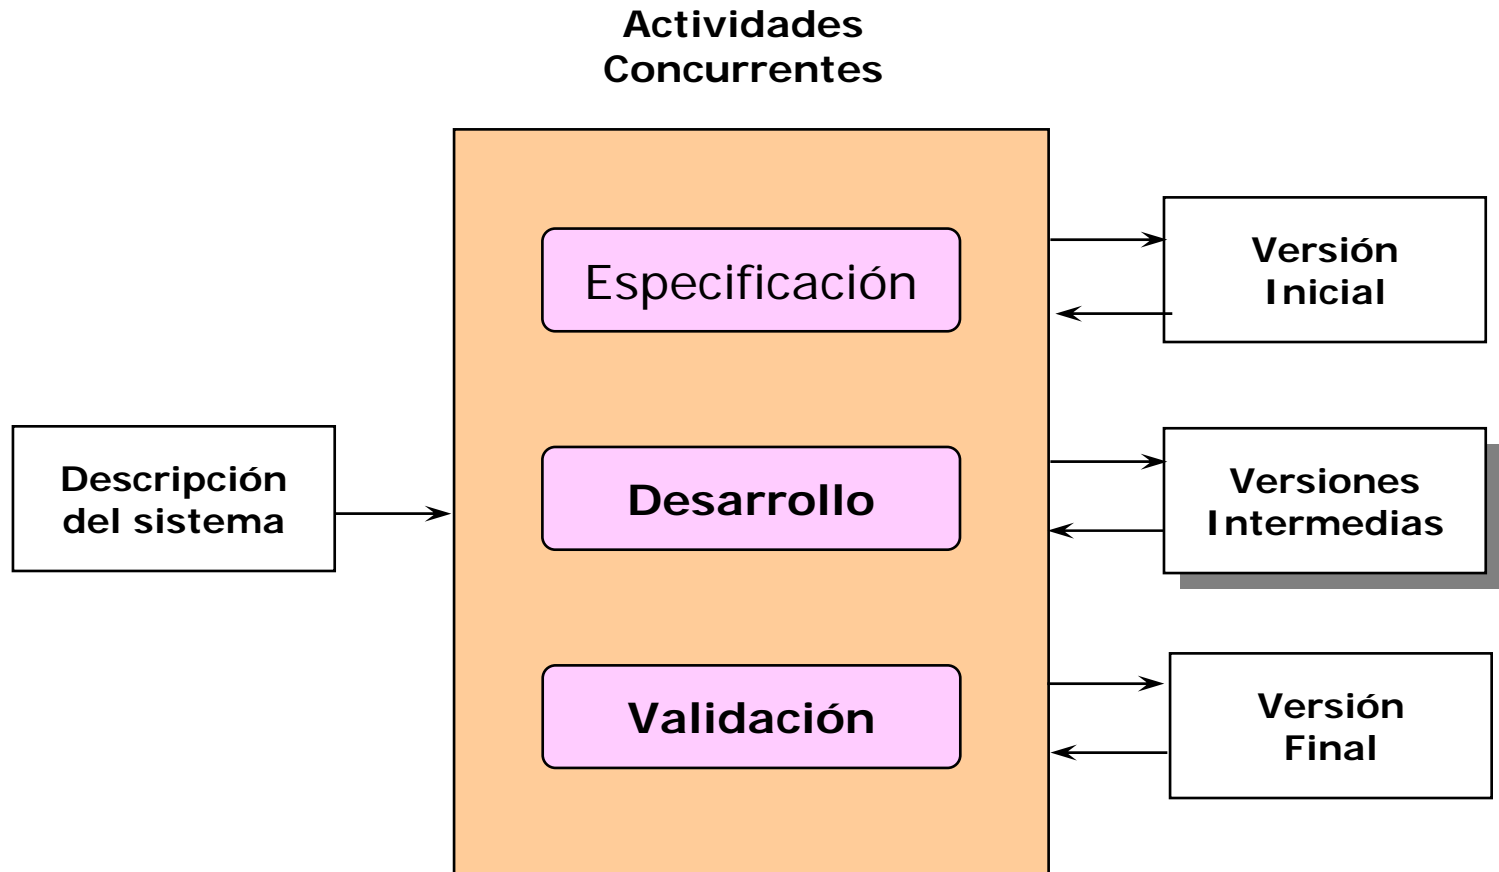 Actividades
Concurrentes
Especificación
Versión
Inicial
Descripción
del sistema
Desarrollo
Versiones
Intermedias
Validación
Versión
Final